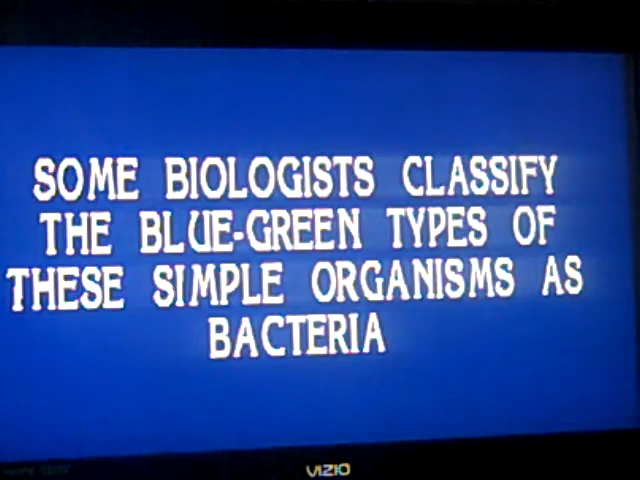 SOME BIOLOGISTS CLASSIFY
THE BLUE-GREEN TYPES OF
THESE SIMPLE ORGANISMS AS
BACTERIA
VIZIO